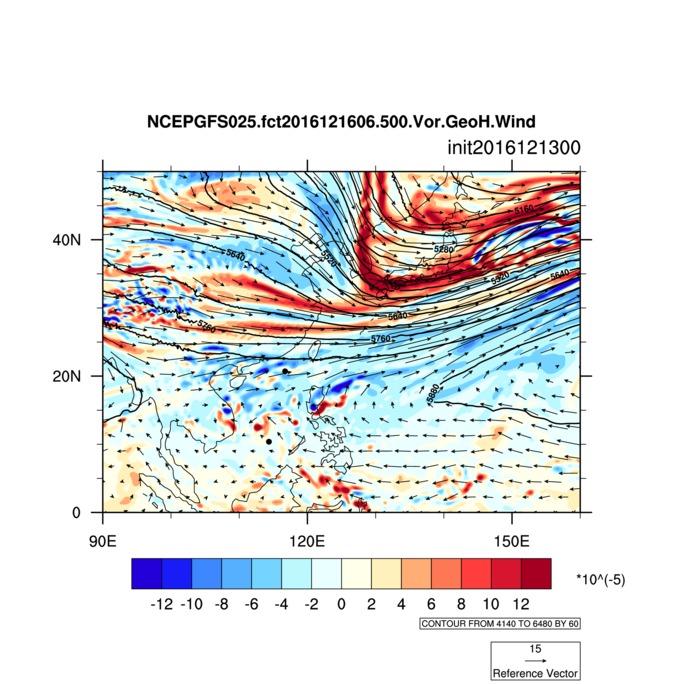 NCEPGFS025.fct2016121606.500.Vor.GeoH.Wind
init2016121300
5160
40N
5280
5640
5520
5520
5640
5640
5760
5760
20N
5880
0
90E 120E 150E
-12 -10 -8 -6 -4 -2 0 2 4 6 8 10 12
*10^(-5)
CONTOUR FROM 4140 TO 6480 BY 60
15
Reference Vector